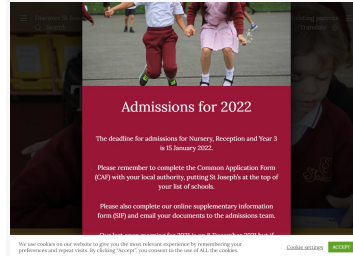 Admissions for 2022
The deadline for admissions for Nursery, Reception and Year 3
is 15 January 2022.
Please remember to complete the Common Application Form
(CAF) with your local authority, putting St Joseph's at the top of
your list of schools.
Please also complete our online supplementary information
form (SIF) and email your documents to the admissions team.
We use cookies on our website to give you the most relevant experience by remembering your
preferences and repeat visits. By clicking "Accept", you consent to the use of ALL the cookies.
Cookie settings
ACCEPT